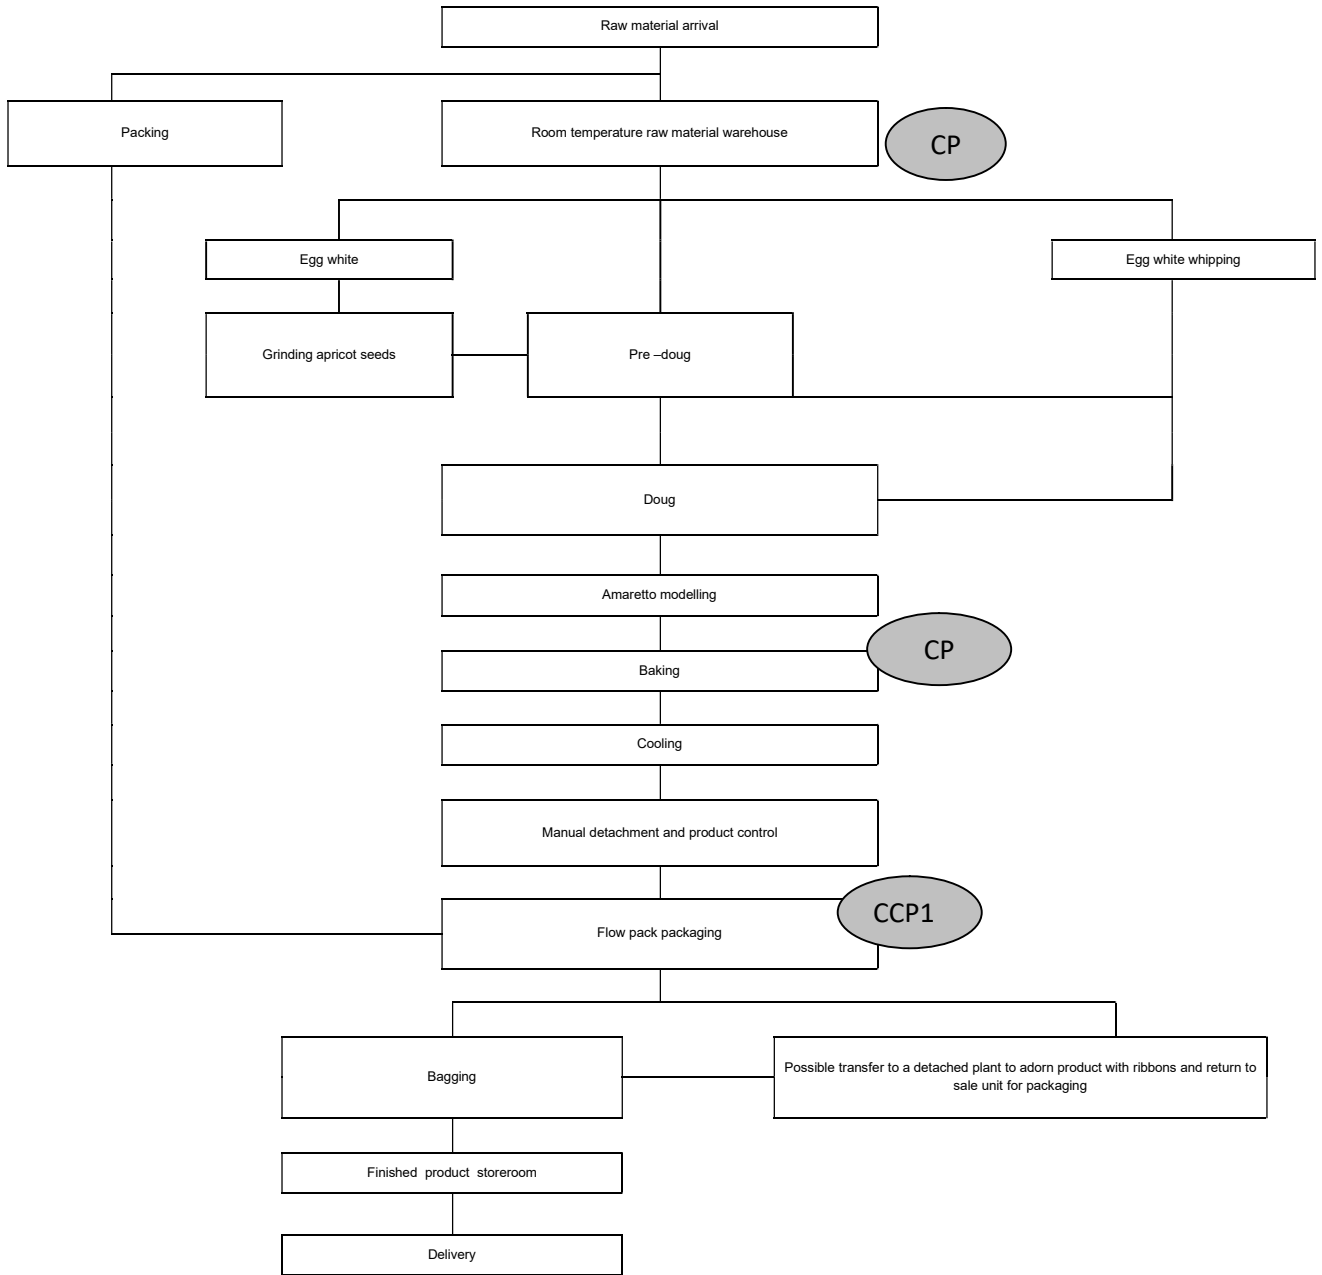 Raw material arrival
Packing
Room temperature raw material warehouse
CP
Egg white
Egg white whipping
Grinding apricot seeds
Pre –doug
Doug
Amaretto modelling
CP
Baking
Cooling
Manual detachment and product control
CCP1
Flow pack packaging
Bagging
Possible transfer to a detached plant to adorn product with ribbons and return to
sale unit for packaging
Finished product storeroom
Delivery